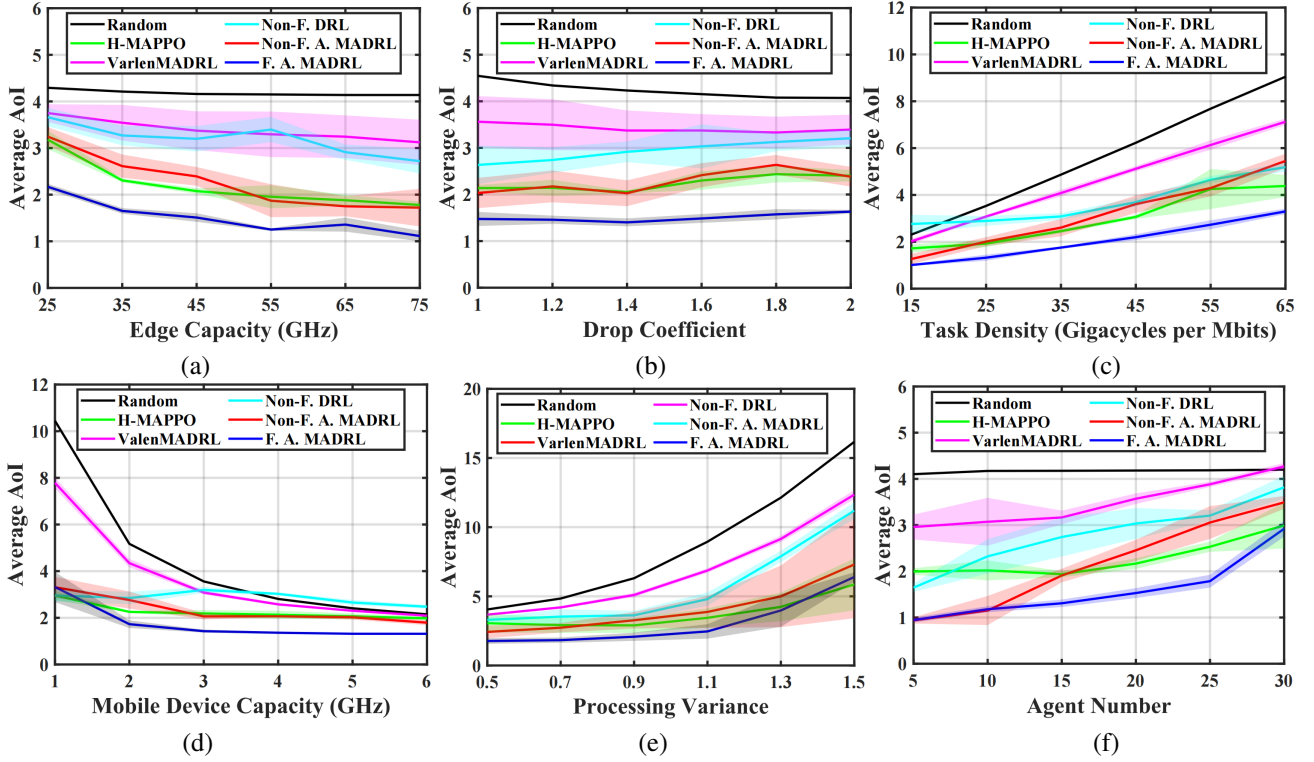 Average AoI
6
5
4
3
2
1
0
Random
H-MAPPO
VarlenMADRL
Non-F. DRL
Non-F. A. MADRL
F. A. MADRL
25 35 45 55 65 75
Edge Capacity (GHz)
(a)
Average AoI
6
5
4
3
2
1
0
Random
H-MAPPO
VarlenMADRL
Non-F. DRL
Non-F. A. MADRL
F. A. MADRL
1 1.2 1.4 1.6 1.8 2
Drop Coefficient
(b)
Average AoI
12
10
8
6
4
2
0
Random
H-MAPPO
VarlenMADRL
Non-F. DRL
Non-F. A. MADRL
F. A. MADRL
15 25 35 45 55 65
Task Density (Gigacycles per Mbits)
(c)
Average AoI
12
10
8
6
4
2
0
Random
H-MAPPO
ValenMADRL
Non-F. DRL
Non-F. A. MADRL
F. A. MADRL
1 2 3 4 5 6
Mobile Device Capacity (GHz)
(d)
Average AoI
20
15
10
5
0
Random
H-MAPPO
VarlenMADRL
Non-F. DRL
Non-F. A. MADRL
F. A. MADRL
0.5 0.7 0.9 1.1 1.3 1.5
Processing Variance
(e)
Average AoI
6
5
4
3
2
1
0
Random
H-MAPPO
VarlenMADRL
Non-F. DRL
Non-F. A. MADRL
F. A. MADRL
5 10 15 20 25 30
Agent Number
(f)